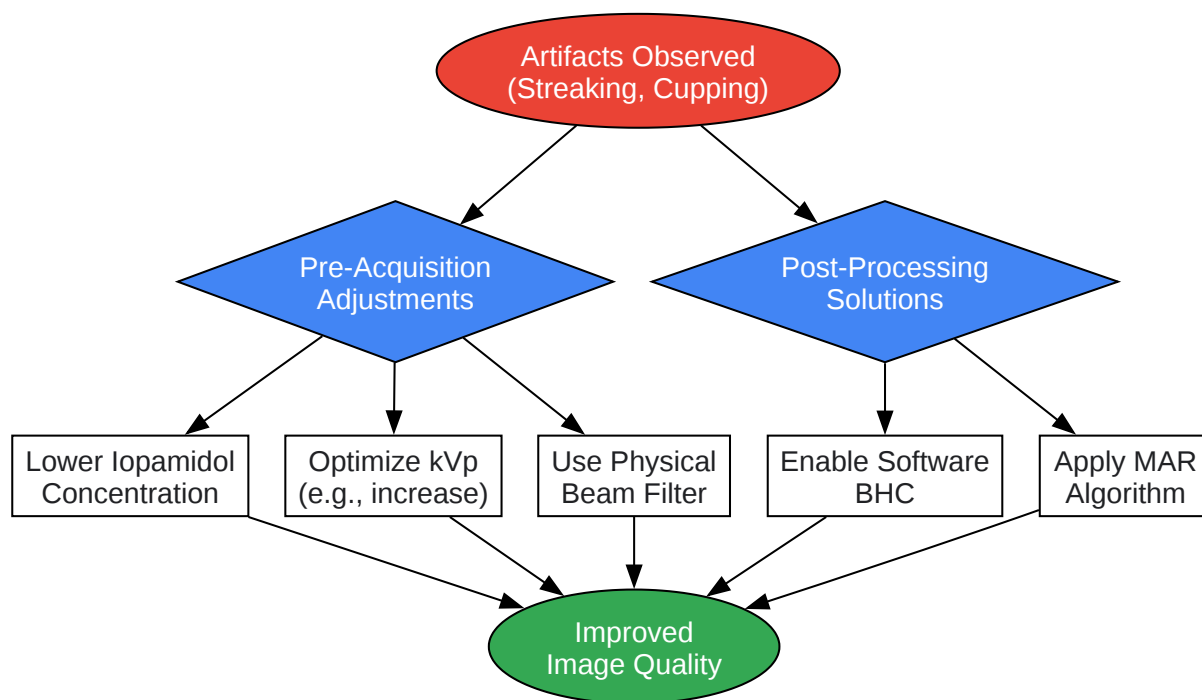 Artifacts Observed
(Streaking, Cupping)
Pre-Acquisition
Adjustments
Post-Processing
Solutions
Lower Iopamidol
Concentration
Optimize kVp
(e.g., increase)
Use Physical
Beam Filter
Enable Software
BHC
Apply MAR
Algorithm
Improved
Image Quality